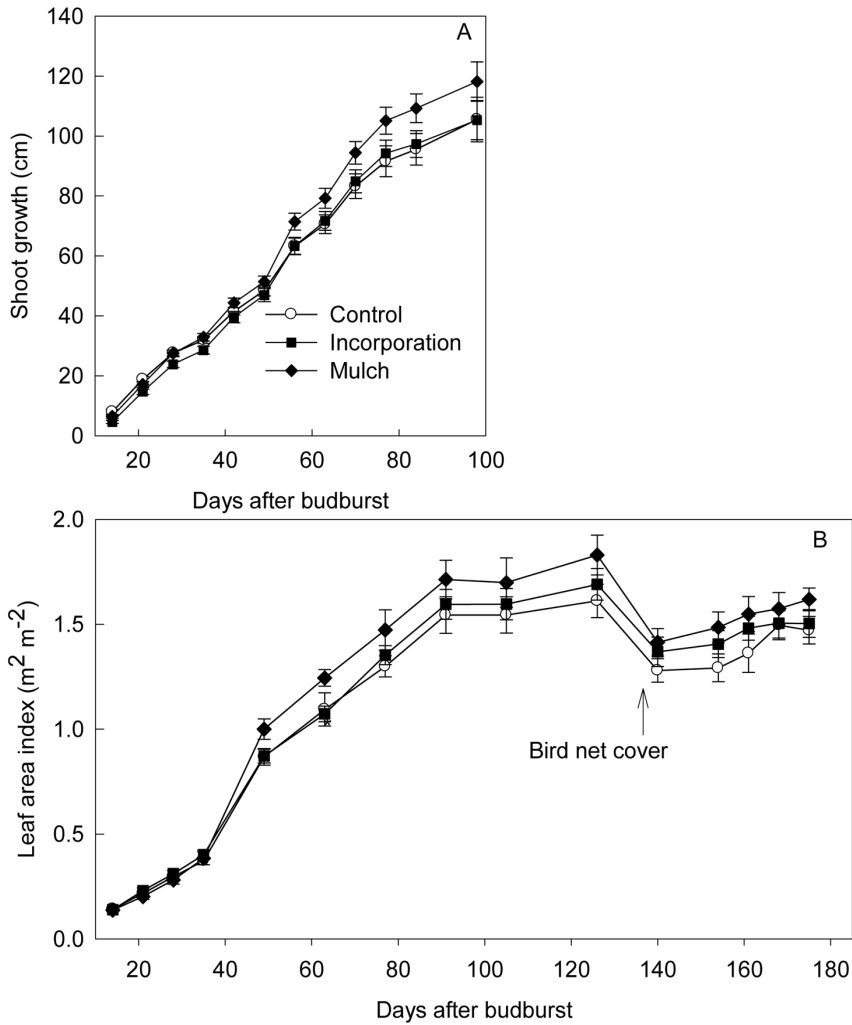 140
A
120
100
80
60
40
20
0
Shoot growth (cm)
Control
Incorporation
Mulch
20 40 60 80 100
Days after budburst
2.0
B
1.5
1.0
0.5
0.0
Leaf area index (m² m⁻²)
Bird net cover
20 40 60 80 100 120 140 160 180
Days after budburst